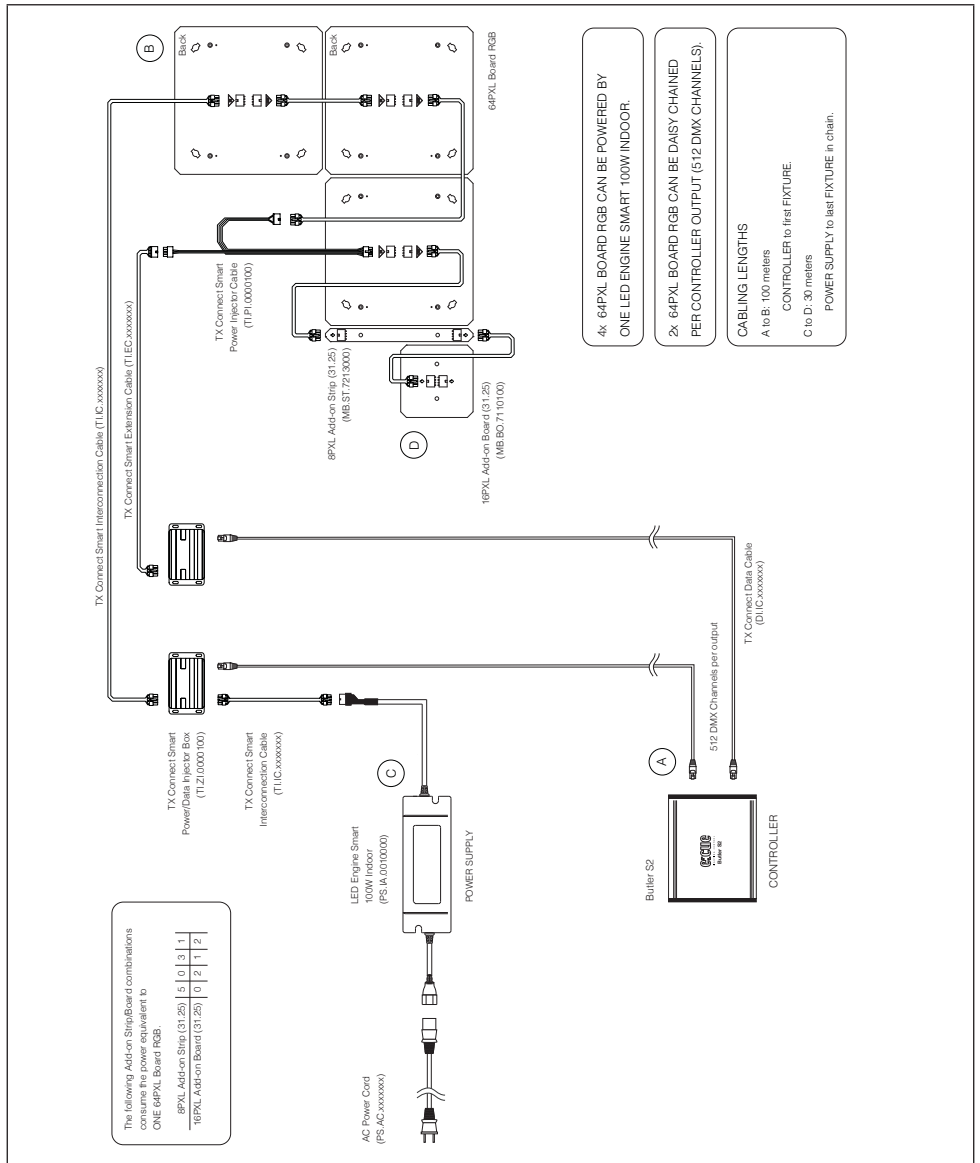 The following Add-on Strip/Board combinations
consume the power equivalent to
ONE 64PXL Board RGB.
8PXL Add-on Strip (31.25) 5 0 3 1
16PXL Add-on Board (31.25) 0 2 1 2
AC Power Cord
(PS.AC.xxxxxxx)
LED Engine Smart
100W Indoor
(PS.IA.0010000)
POWER SUPPLY
C
TX Connect Smart
Power/Data Injector Box
(TI.ZI.0000100)
TX Connect Smart
Interconnection Cable
(TI.IC.xxxxxxx)
Butler S2
Butler S2
CONTROLLER
A
512 DMX Channels per output
TX Connect Data Cable
(DI.IC.xxxxxxx)
TX Connect Smart Interconnection Cable (TI.IC.xxxxxxx)
TX Connect Smart Extension Cable (TI.EC.xxxxxxx)
TX Connect Smart
Power Injector Cable
(TI.PI.0000100)
8PXL Add-on Strip (31.25)
(MB.ST.7213000)
D
16PXL Add-on Board (31.25)
(MB.BO.7110100)
B
Back
Back
64PXL Board RGB
4x 64PXL BOARD RGB CAN BE POWERED BY
ONE LED ENGINE SMART 100W INDOOR.
2x 64PXL BOARD RGB CAN BE DAISY CHAINED
PER CONTROLLER OUTPUT (512 DMX CHANNELS).
CABLING LENGTHS
A to B: 100 meters
CONTROLLER to first FIXTURE.
C to D: 30 meters
POWER SUPPLY to last FIXTURE in chain.